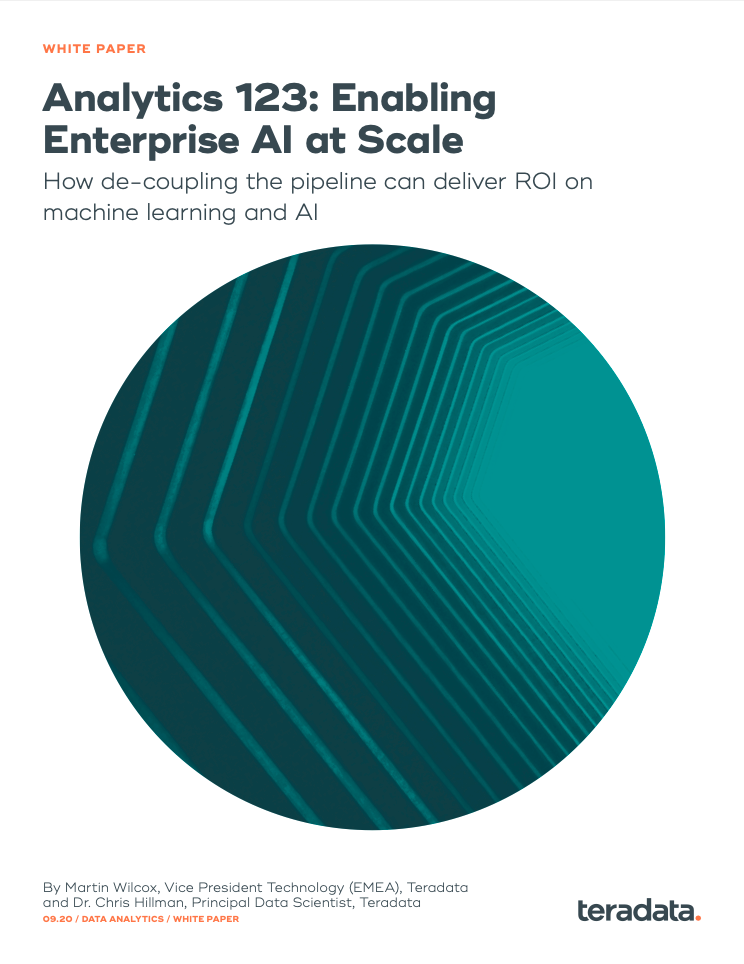 WHITE PAPER
Analytics 123: Enabling
Enterprise AI at Scale
How de-coupling the pipeline can deliver ROI on
machine learning and AI
By Martin Wilcox, Vice President Technology (EMEA), Teradata
and Dr. Chris Hillman, Principal Data Scientist, Teradata
09.20 / DATA ANALYTICS / WHITE PAPER
teradata.